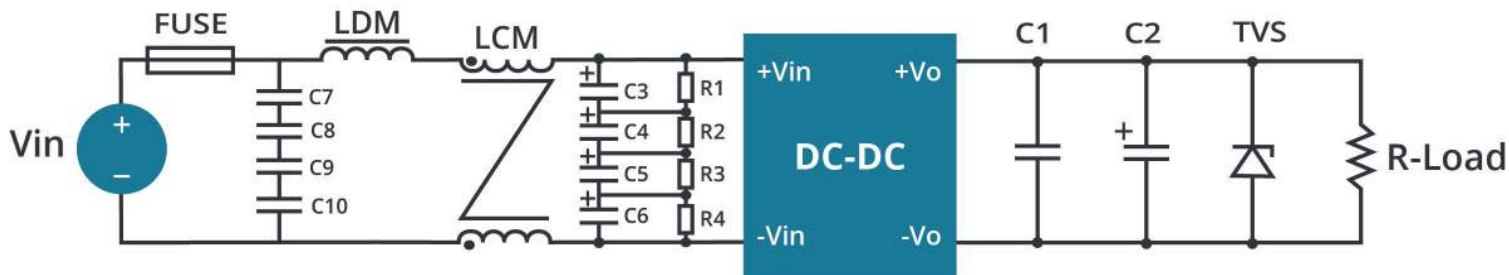 FUSE
LDM
LCM
C1
C2
TVS
Vin
+
−
C7
C8
C9
C10
+
C3
+
C4
+
C5
+
C6
R1
R2
R3
R4
+Vin
+Vo
DC-DC
-Vin
-Vo
+
R-Load